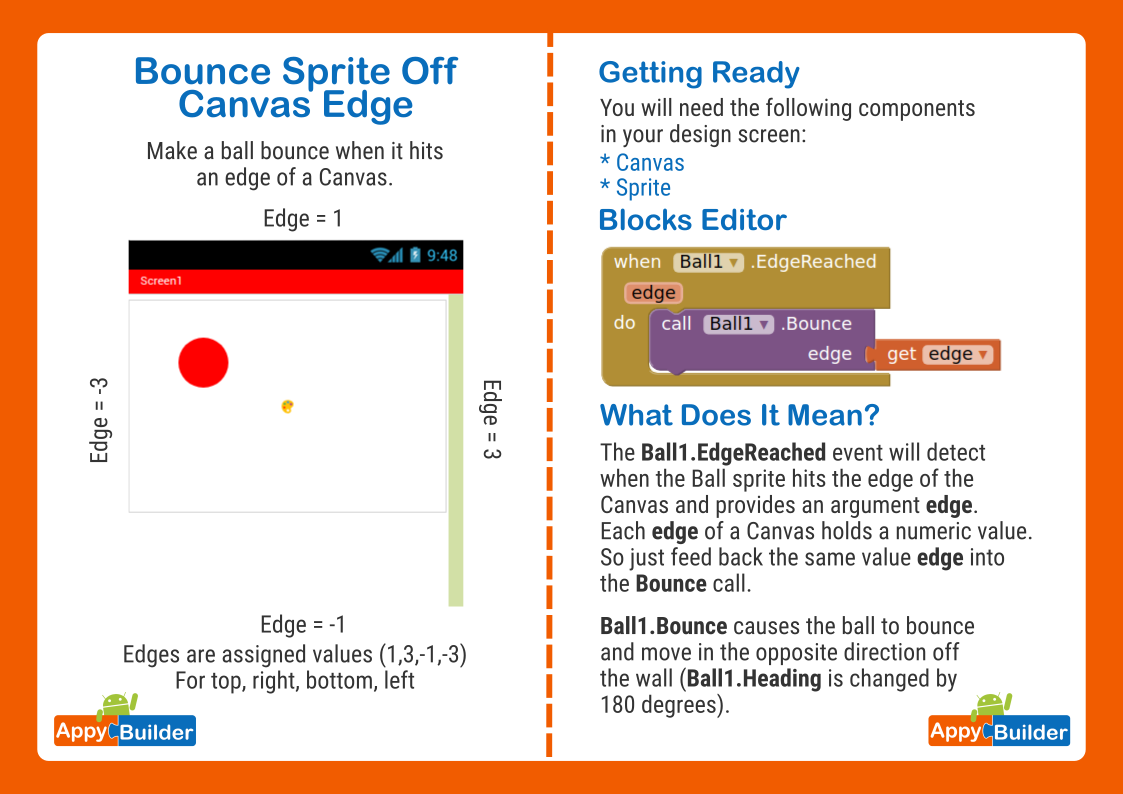 Bounce Sprite Off
Canvas Edge
Make a ball bounce when it hits
an edge of a Canvas.
Edge = 1
9:48
Screen1
Edge = -3
Edge = 3
Edge = -1
Edges are assigned values (1,3,-1,-3)
For top, right, bottom, left
Appy Builder
Getting Ready
You will need the following components
in your design screen:
* Canvas
* Sprite
Blocks Editor
when Ball1 .EdgeReached
edge
do call Ball1 .Bounce
edge get edge
What Does It Mean?
The Ball1.EdgeReached event will detect
when the Ball sprite hits the edge of the
Canvas and provides an argument edge.
Each edge of a Canvas holds a numeric value.
So just feed back the same value edge into
the Bounce call.
Ball1.Bounce causes the ball to bounce
and move in the opposite direction off
the wall (Ball1.Heading is changed by
180 degrees).
Appy Builder